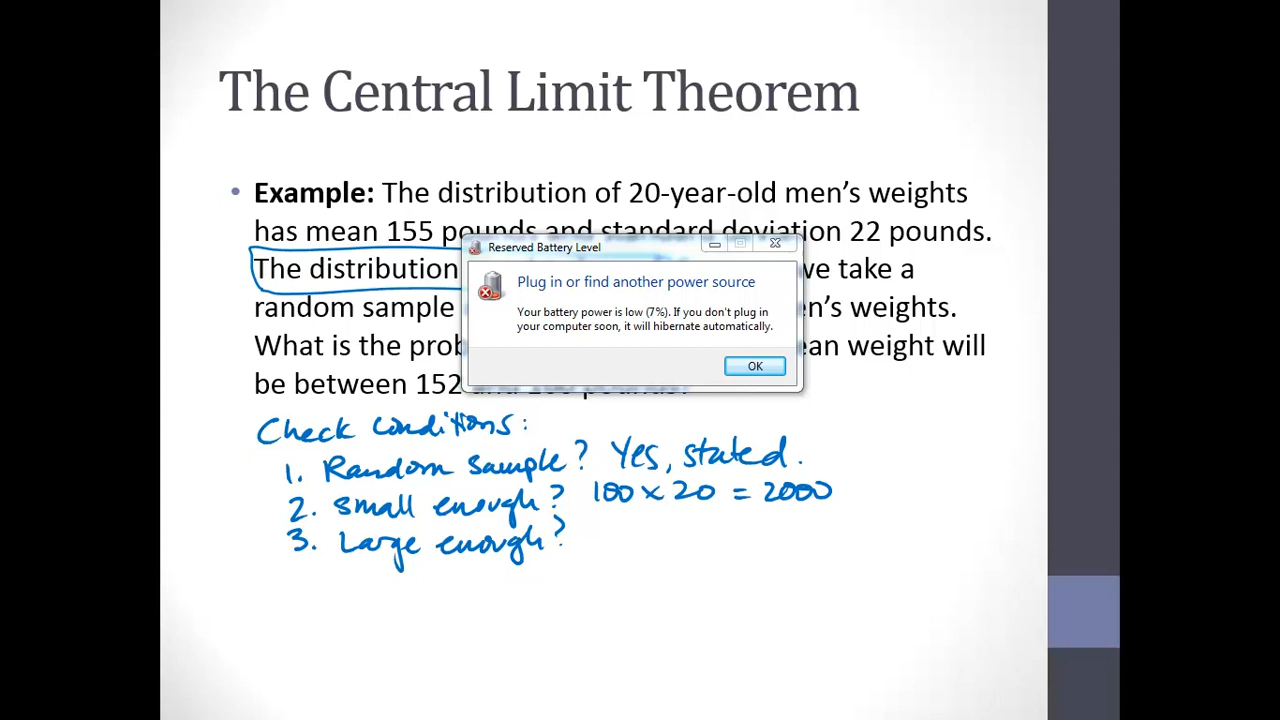 The Central Limit Theorem
• Example: The distribution of 20-year-old men's weights
has mean 155 pounds and standard deviation 22 pounds.
The distribution we take a
random sample en's weights.
What is the prob ean weight will
be between 152 and 160 pounds?
Reserved Battery Level
Plug in or find another power source
Your battery power is low (7%). If you don't plug in
your computer soon, it will hibernate automatically.
OK
Check Conditions:
1. Random Sample? Yes, stated.
2. Small enough? 100 x 20 = 2000
3. Large enough?